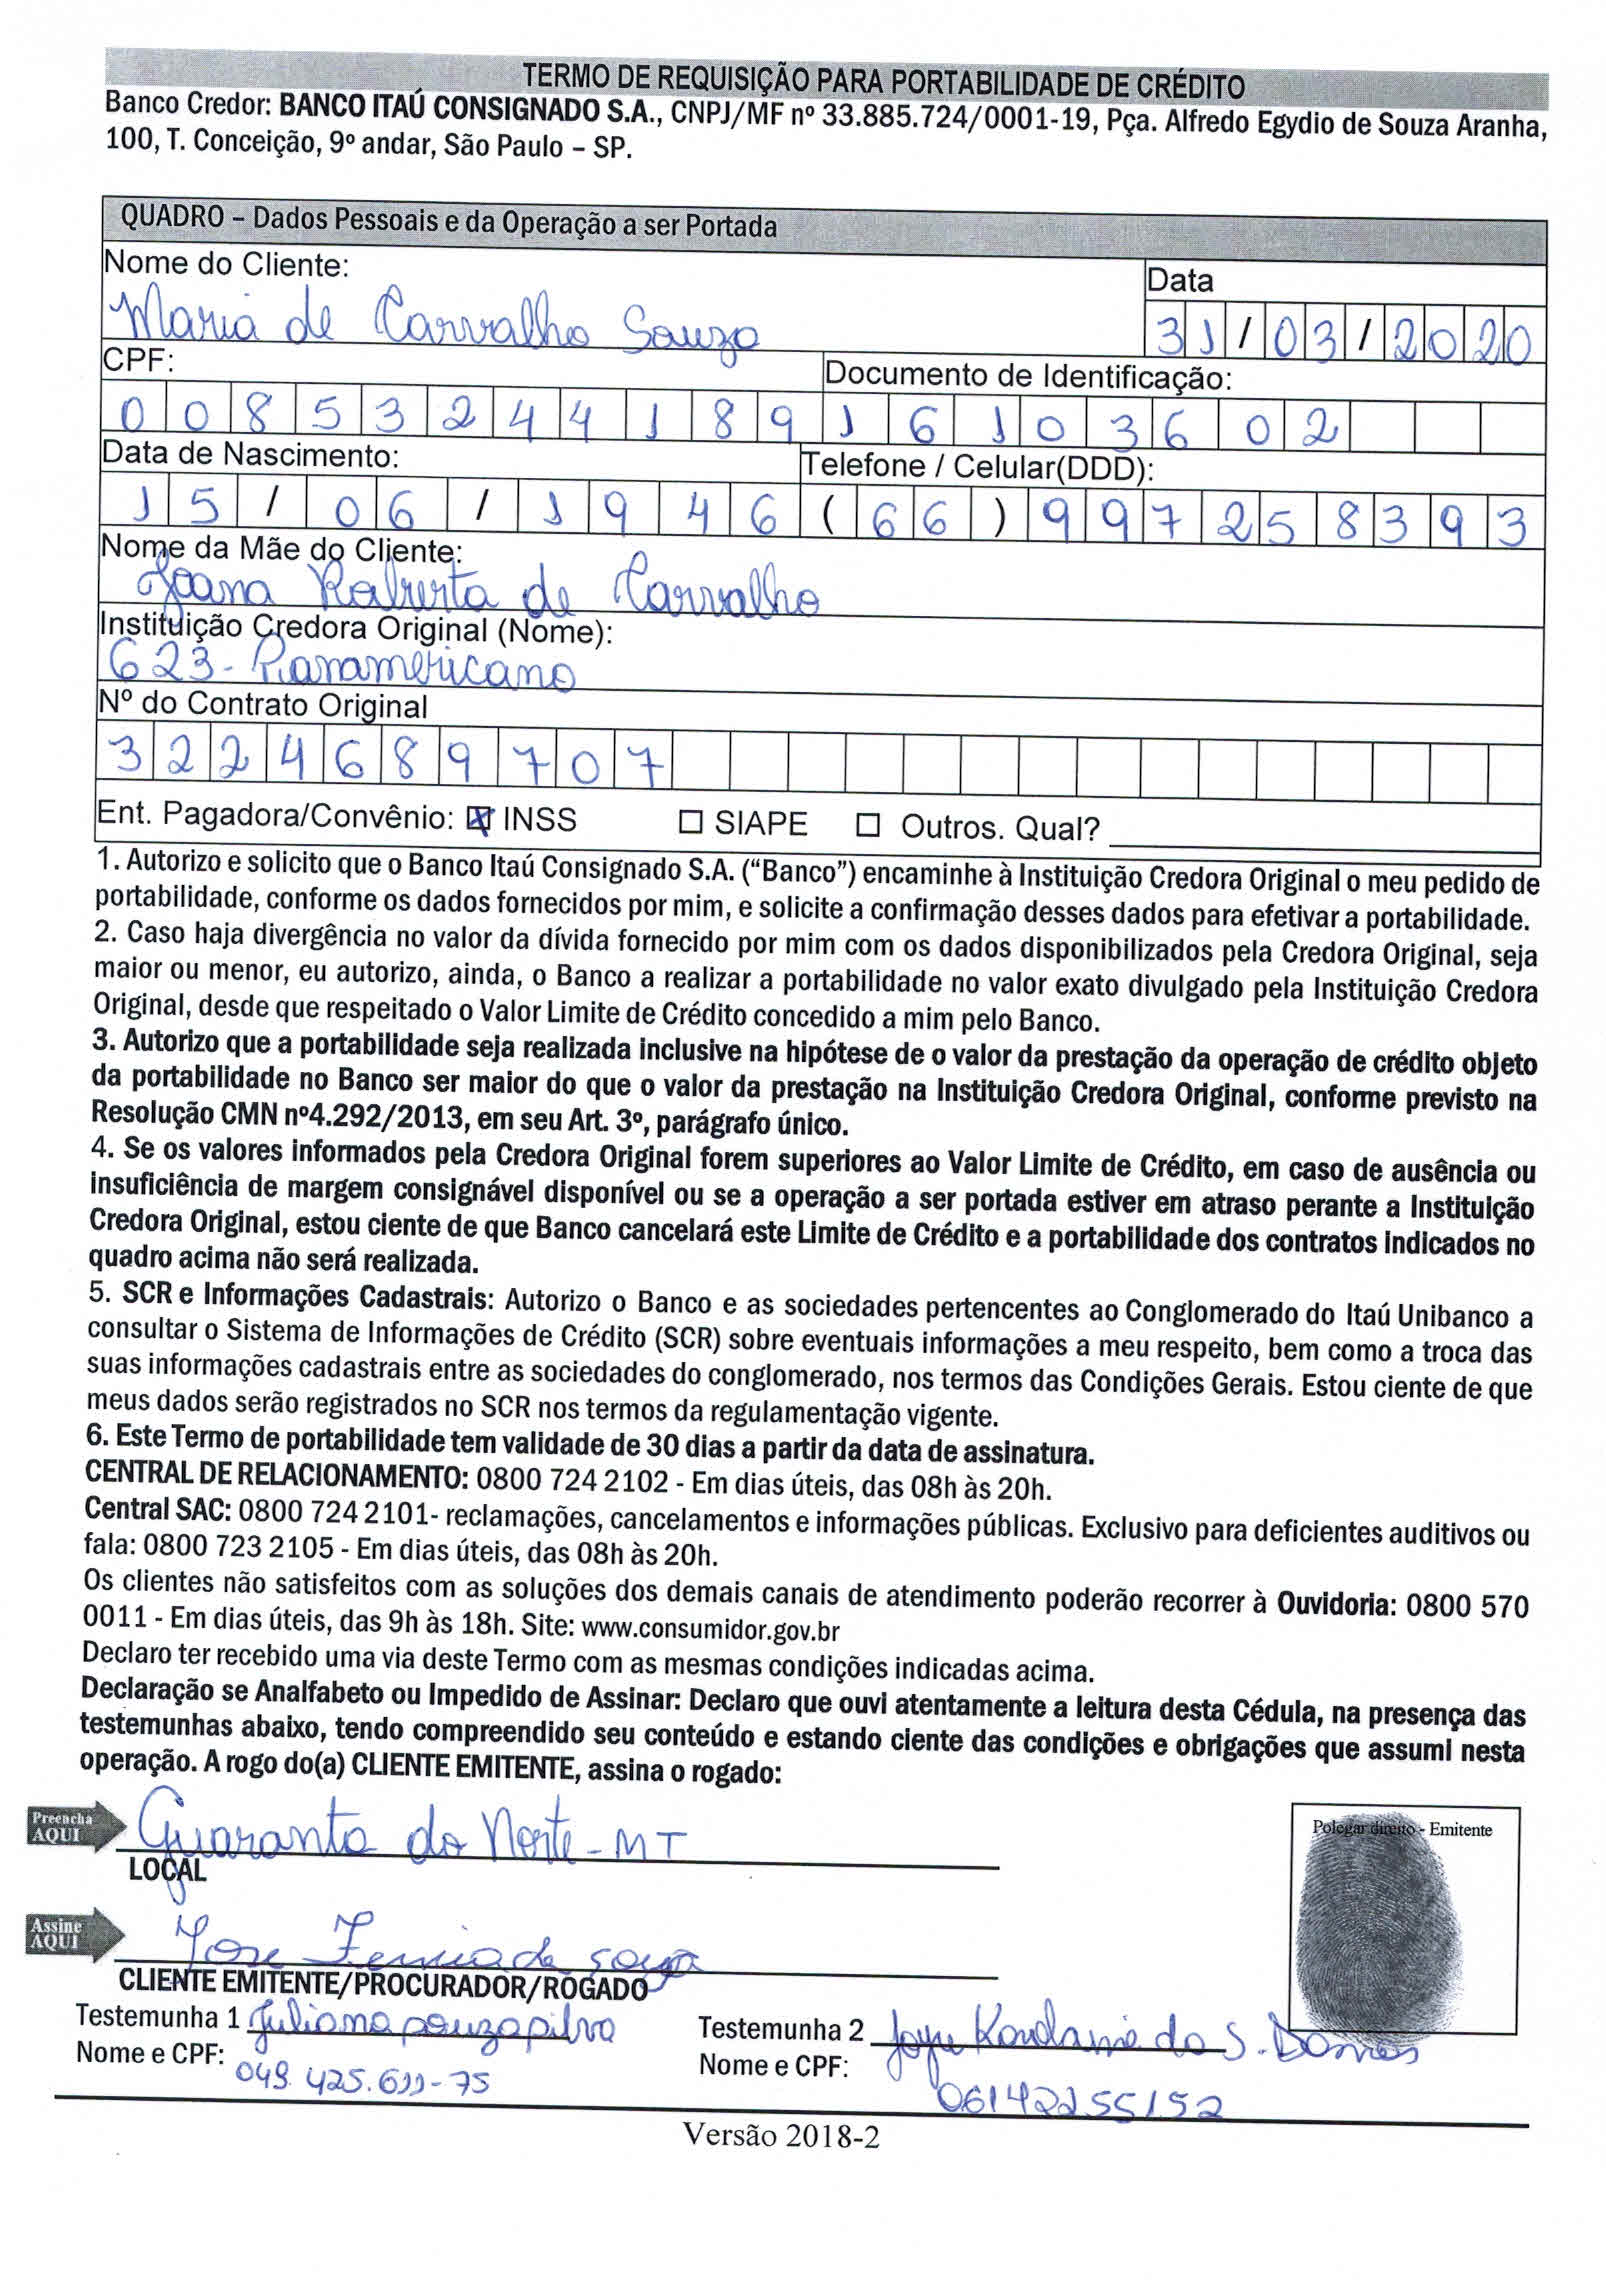 TERMO DE REQUISIÇÃO PARA PORTABILIDADE DE CRÉDITO
Banco Credor: BANCO ITAÚ CONSIGNADO S.A., CNPJ/MF nº 33.885.724/0001-19, Pça. Alfredo Egydio de Souza Aranha,
100, T. Conceição, 9º andar, São Paulo – SP.
QUADRO – Dados Pessoais e da Operação a ser Portada
Nome do Cliente:
Data
Maria de Carvalho Souza
31/03/2020
CPF:
Documento de Identificação:
00853244189
16103602
Data de Nascimento:
Telefone / Celular(DDD):
15/06/1946
(66)997258393
Nome da Mãe do Cliente:
Joana Roberta de Carvalho
Instituição Credora Original (Nome):
623- Panamericano
Nº do Contrato Original
3224689707
Ent. Pagadora/Convênio: ☒ INSS ☐ SIAPE ☐ Outros. Qual?
1. Autorizo e solicito que o Banco Itaú Consignado S.A. (“Banco”) encaminhe à Instituição Credora Original o meu pedido de
portabilidade, conforme os dados fornecidos por mim, e solicite a confirmação desses dados para efetivar a portabilidade.
2. Caso haja divergência no valor da dívida fornecido por mim com os dados disponibilizados pela Credora Original, seja
maior ou menor, eu autorizo, ainda, o Banco a realizar a portabilidade no valor exato divulgado pela Instituição Credora
Original, desde que respeitado o Valor Limite de Crédito concedido a mim pelo Banco.
3. Autorizo que a portabilidade seja realizada inclusive na hipótese de o valor da prestação da operação de crédito objeto
da portabilidade no Banco ser maior do que o valor da prestação na Instituição Credora Original, conforme previsto na
Resolução CMN nº4.292/2013, em seu Art. 3º, parágrafo único.
4. Se os valores informados pela Credora Original forem superiores ao Valor Limite de Crédito, em caso de ausência ou
insuficiência de margem consignável disponível ou se a operação a ser portada estiver em atraso perante a Instituição
Credora Original, estou ciente de que Banco cancelará este Limite de Crédito e a portabilidade dos contratos indicados no
quadro acima não será realizada.
5. SCR e Informações Cadastrais: Autorizo o Banco e as sociedades pertencentes ao Conglomerado do Itaú Unibanco a
consultar o Sistema de Informações de Crédito (SCR) sobre eventuais informações a meu respeito, bem como a troca das
suas informações cadastrais entre as sociedades do conglomerado, nos termos das Condições Gerais. Estou ciente de que
meus dados serão registrados no SCR nos termos da regulamentação vigente.
6. Este Termo de portabilidade tem validade de 30 dias a partir da data de assinatura.
CENTRAL DE RELACIONAMENTO: 0800 724 2102 - Em dias úteis, das 08h às 20h.
Central SAC: 0800 724 2101- reclamações, cancelamentos e informações públicas. Exclusivo para deficientes auditivos ou
fala: 0800 723 2105 - Em dias úteis, das 08h às 20h.
Os clientes não satisfeitos com as soluções dos demais canais de atendimento poderão recorrer à Ouvidoria: 0800 570
0011 - Em dias úteis, das 9h às 18h. Site: www.consumidor.gov.br
Declaro ter recebido uma via deste Termo com as mesmas condições indicadas acima.
Declaração se Analfabeto ou Impedido de Assinar: Declaro que ouvi atentamente a leitura desta Cédula, na presença das
testemunhas abaixo, tendo compreendido seu conteúdo e estando ciente das condições e obrigações que assumi nesta
operação. A rogo do(a) CLIENTE EMITENTE, assina o rogado:
Preencha
AQUI
Guaranta do Norte - MT
Polegar direito - Emitente
LOCAL
Assine
AQUI
Jose de souza
CLIENTE EMITENTE/PROCURADOR/ROGADO
Testemunha 1 Juliana souza silva
Testemunha 2 do S.
Nome e CPF: 049.425.611-75
Nome e CPF: 06142255152
Versão 2018-2